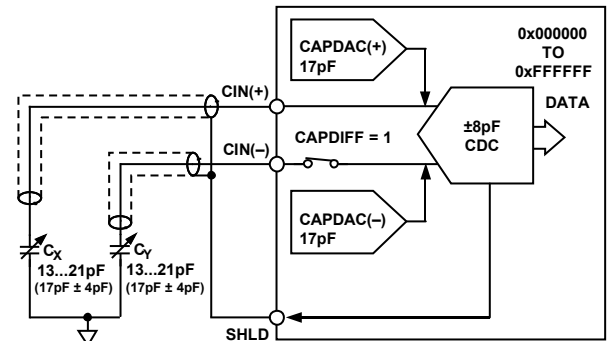 CAPDAC(+)
17pF
0x000000
TO
0xFFFFFF
DATA
CIN(+)
±8pF
CDC
CAPDIFF = 1
CIN(–)
CAPDAC(–)
17pF
CX
13...21pF
(17pF ± 4pF)
CY
13...21pF
(17pF ± 4pF)
SHLD